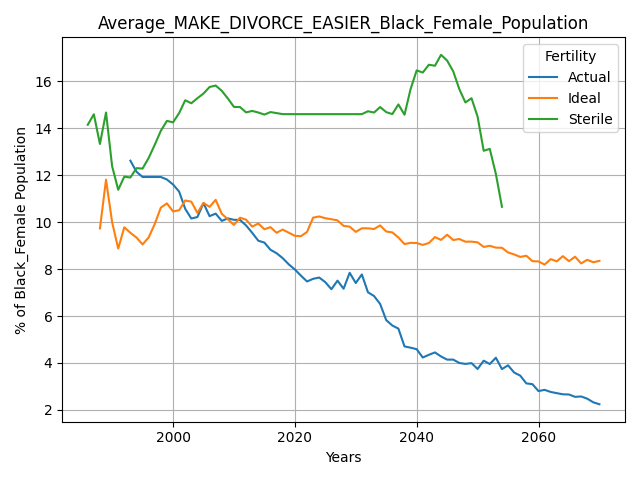 Average_MAKE_DIVORCE_EASIER_Black_Female_Population
% of Black_Female Population
16
14
12
10
8
6
4
2
Fertility
Actual
Ideal
Sterile
2000 2020 2040 2060
Years